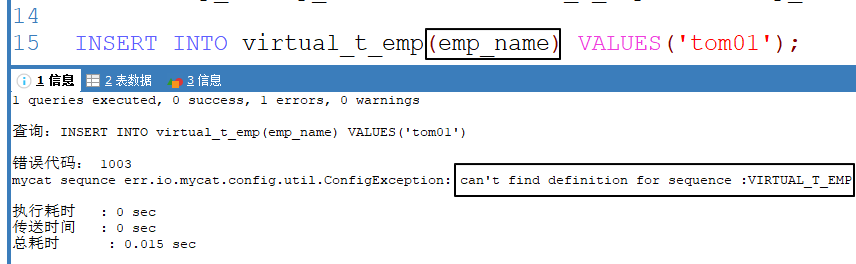 14
15 INSERT INTO virtual_t_emp(emp_name) VALUES('tom01');
1 信息 2 表数据 3 信息
1 queries executed, 0 success, 1 errors, 0 warnings
查询: INSERT INTO virtual_t_emp(emp_name) VALUES('tom01')
错误代码: 1003
mycat sequnce err.io.mycat.config.util.ConfigException: can't find definition for sequence :VIRTUAL_T_EMP
执行耗时 : 0 sec
传送时间 : 0 sec
总耗时 : 0.015 sec